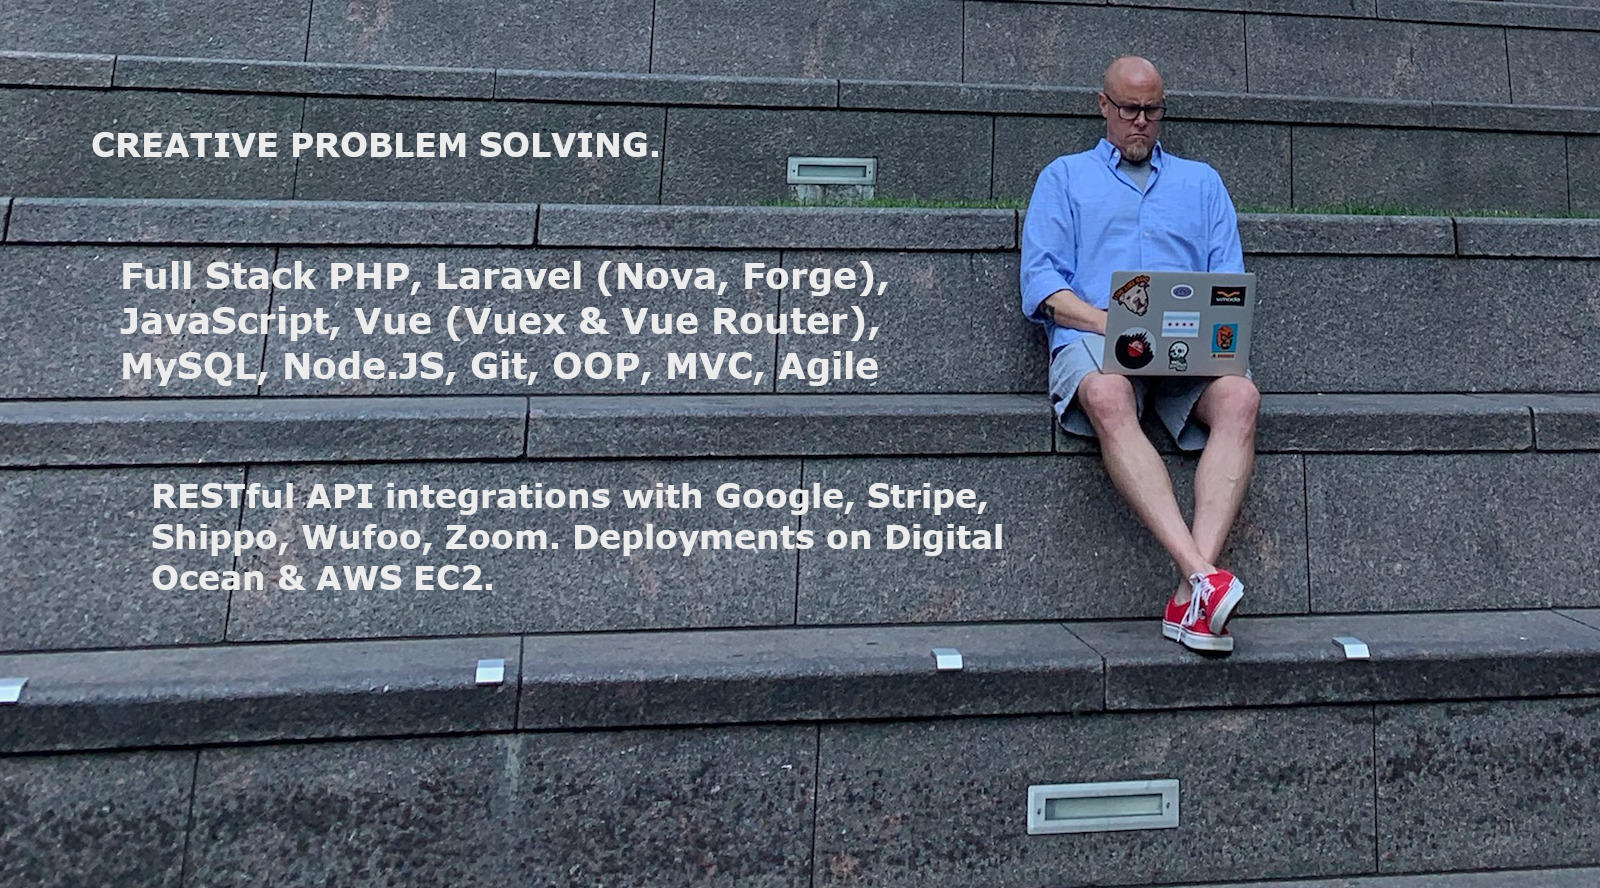 CREATIVE PROBLEM SOLVING.
Full Stack PHP, Laravel (Nova, Forge),
JavaScript, Vue (Vuex & Vue Router),
MySQL, Node.JS, Git, OOP, MVC, Agile
RESTful API integrations with Google, Stripe,
Shippo, Wufoo, Zoom. Deployments on Digital
Ocean & AWS EC2.